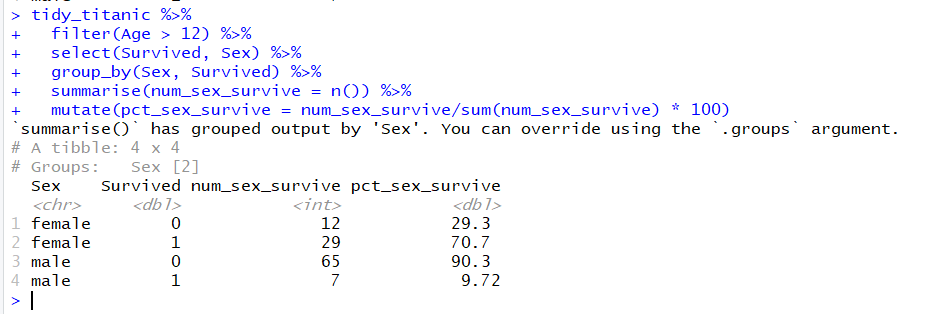 > tidy_titanic %>%
+   filter(Age > 12) %>%
+   select(Survived, Sex) %>%
+   group_by(Sex, Survived) %>%
+   summarise(num_sex_survive = n()) %>%
+   mutate(pct_sex_survive = num_sex_survive/sum(num_sex_survive) * 100)
`summarise()` has grouped output by 'Sex'. You can override using the `.groups` argument.
# A tibble: 4 x 4
# Groups:   Sex [2]
  Sex    Survived num_sex_survive pct_sex_survive
  <chr>     <dbl>           <int>           <dbl>
1 female        0              12           29.3
2 female        1              29           70.7
3 male          0              65           90.3
4 male          1               7            9.72
>